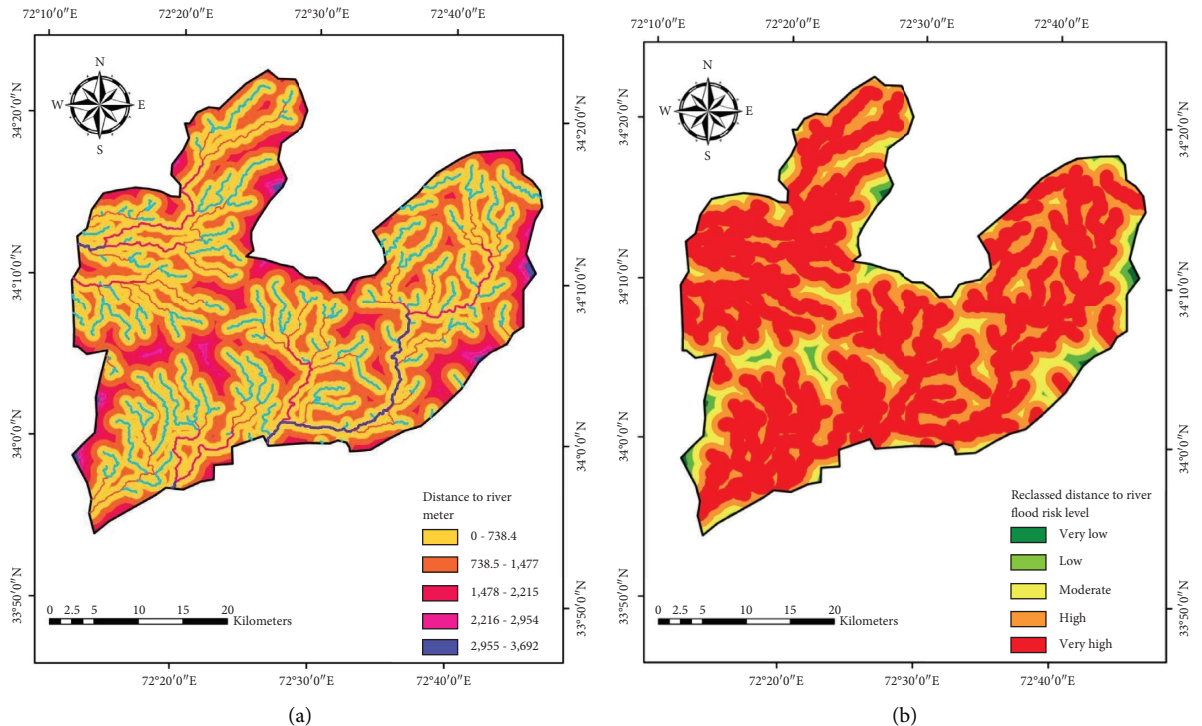 72°10′0″E 72°20′0″E 72°30′0″E 72°40′0″E
N
W E
S
34°20′0″N
34°10′0″N
34°0′0″N
33°50′0″N
34°20′0″N
34°10′0″N
34°0′0″N
33°50′0″N
Distance to river
meter
0 - 738.4
738.5 - 1,477
1,478 - 2,215
2,216 - 2,954
2,955 - 3,692
0 2.5 5 10 15 20
Kilometers
72°20′0″E 72°30′0″E 72°40′0″E
(a)
72°10′0″E 72°20′0″E 72°30′0″E 72°40′0″E
N
W E
S
34°20′0″N
34°10′0″N
34°0′0″N
33°50′0″N
34°20′0″N
34°10′0″N
34°0′0″N
33°50′0″N
Reclassed distance to river
flood risk level
Very low
Low
Moderate
High
Very high
0 2.5 5 10 15 20
Kilometers
72°20′0″E 72°30′0″E 72°40′0″E
(b)